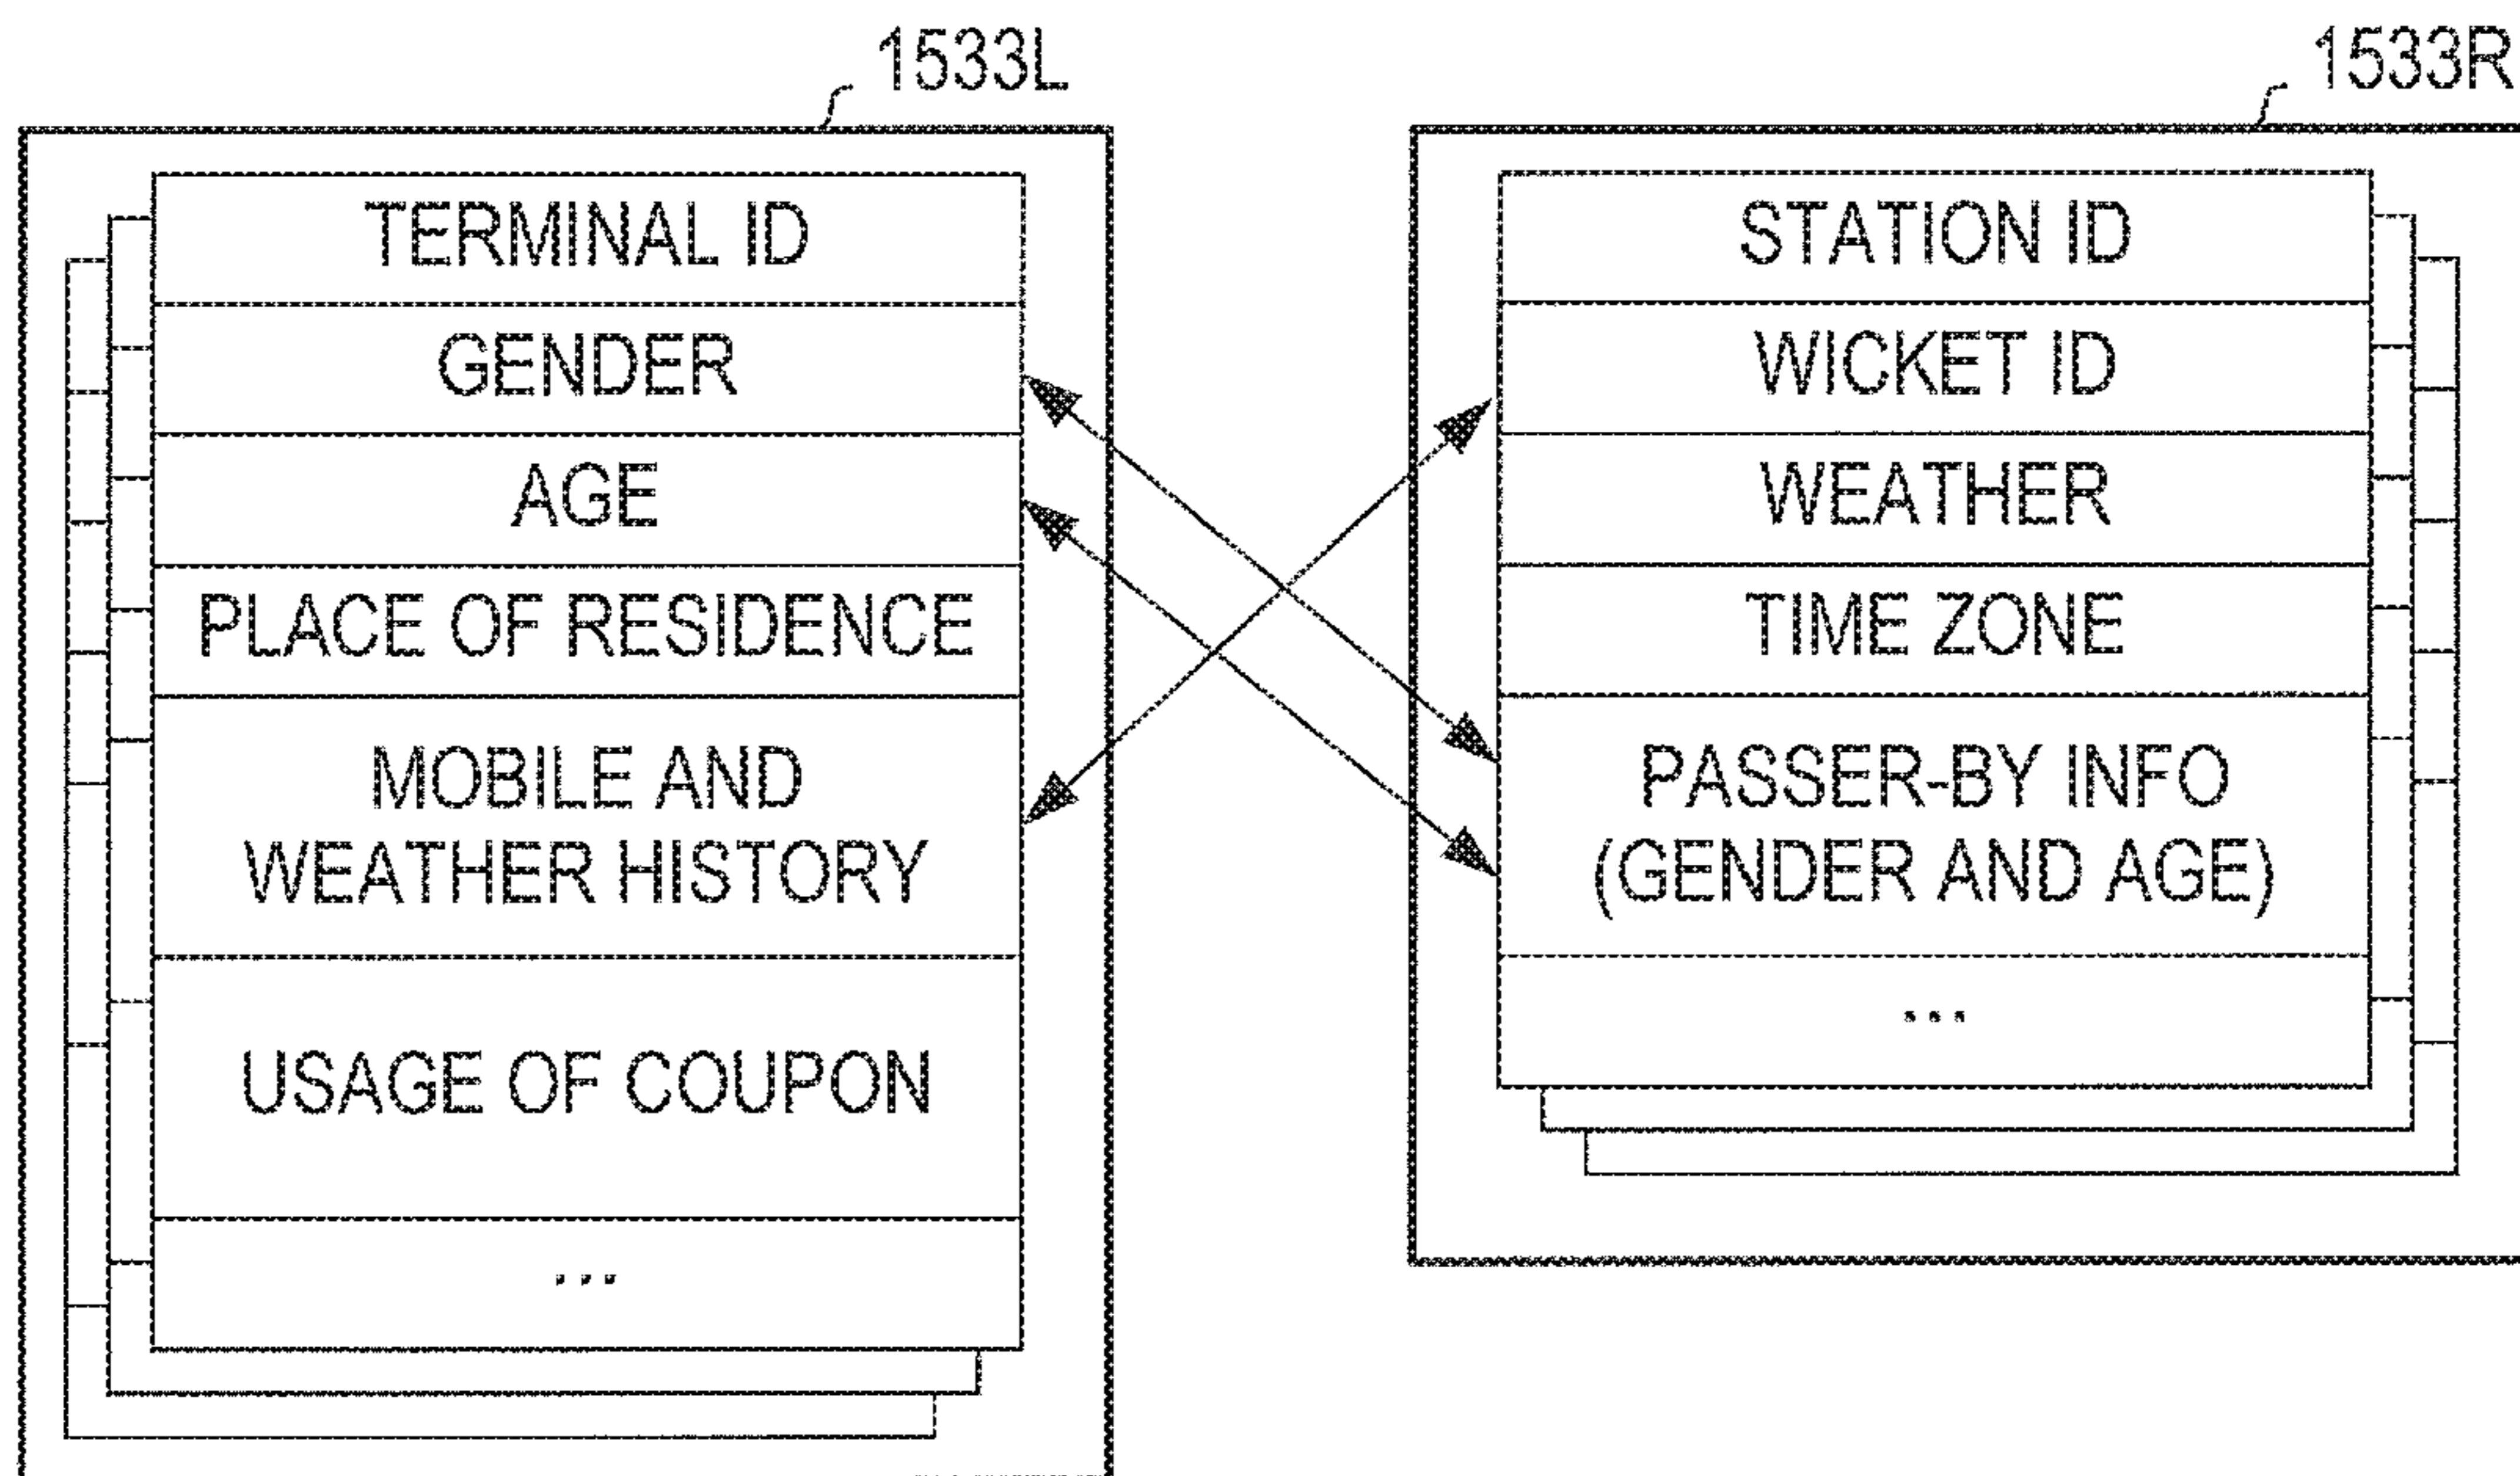 1533L
TERMINAL ID
GENDER
AGE
PLACE OF RESIDENCE
MOBILE AND
WEATHER HISTORY
USAGE OF COUPON
...
1533R
STATION ID
WICKET ID
WEATHER
TIME ZONE
PASSER-BY INFO
(GENDER AND AGE)
...